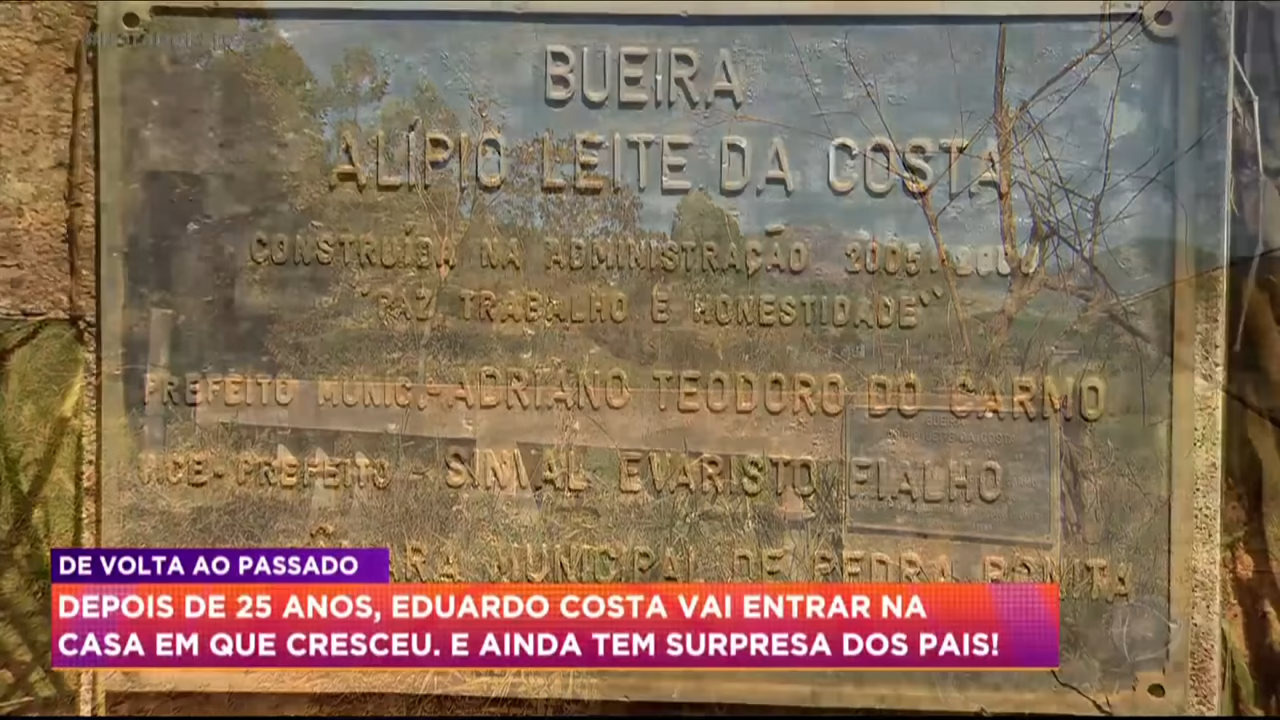 BUEIRA
ALÍPIO LEITE DA COSTA
CONSTRUÍDA NA ADMINISTRAÇÃO 2005
"PAZ TRABALHO E HONESTIDADE"
PREFEITO MUNIC,- ADRIANO TEODORO DO CARMO
VICE-PREFEITO - SINVAL EVARISTO FIALHO
MUNICIPAL DE PEDRA BONITA
DE VOLTA AO PASSADO
DEPOIS DE 25 ANOS, EDUARDO COSTA VAI ENTRAR NA
CASA EM QUE CRESCEU. E AINDA TEM SURPRESA DOS PAIS!